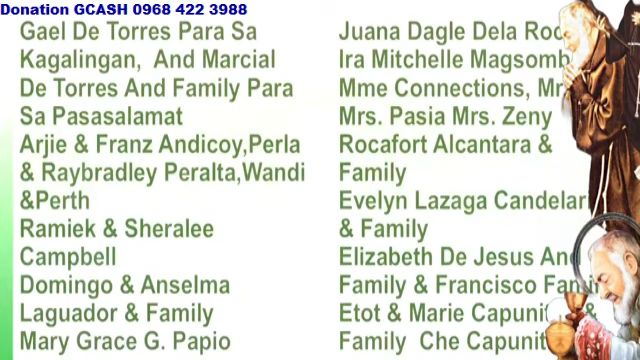 Donation GCASH 0968 422 3988
Gael De Torres Para Sa
Kagalingan, And Marcial
De Torres And Family Para
Sa Pasasalamat
Arjie & Franz Andicoy,Perla
& Raybradley Peralta,Wandi
&Perth
Ramiek & Sheralee
Campbell
Domingo & Anselma
Laguador & Family
Mary Grace G. Papio
Juana Dagle Dela
Ira Mitchelle
Mme Connections,
Mrs. Pasia Mrs. Zeny
Rocafort Alcantara &
Family
Evelyn Lazaga
& Family
Elizabeth De Jesus And
Family & Francisco
Etot & Marie &
Family Che